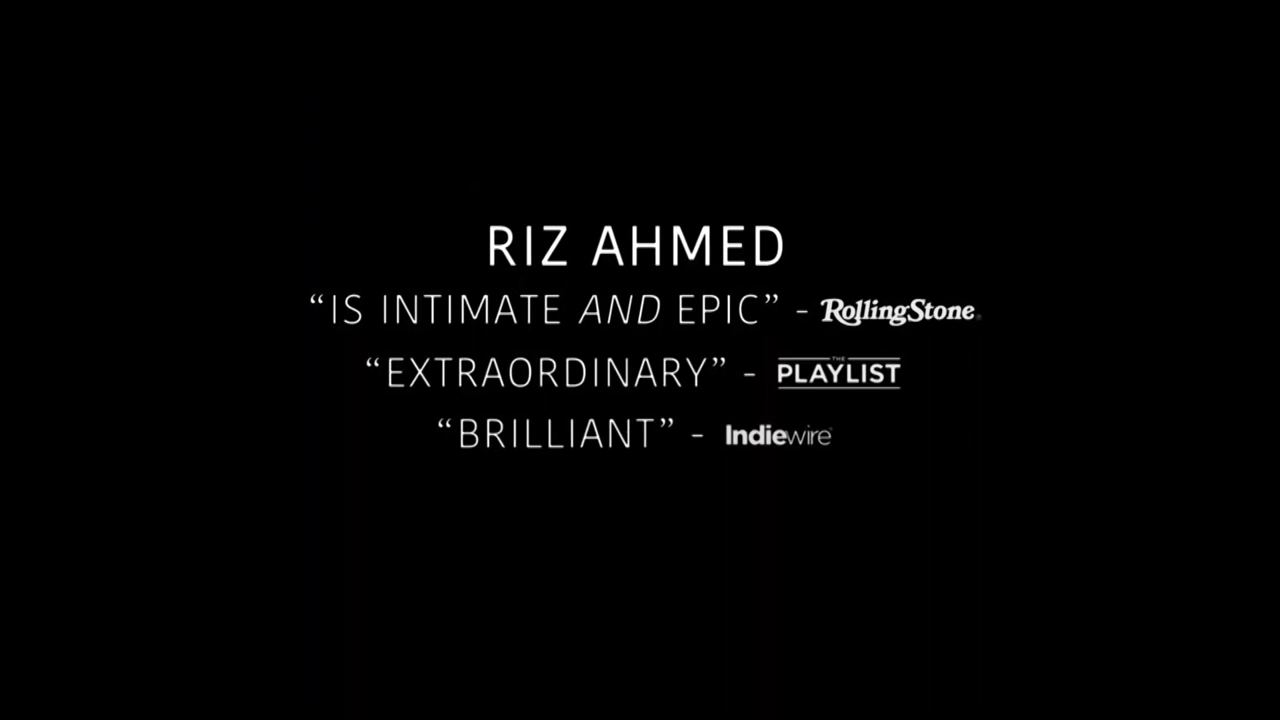 RIZ AHMED
“IS INTIMATE AND EPIC” - RollingStone
“EXTRAORDINARY” - THE PLAYLIST
“BRILLIANT” - Indiewire